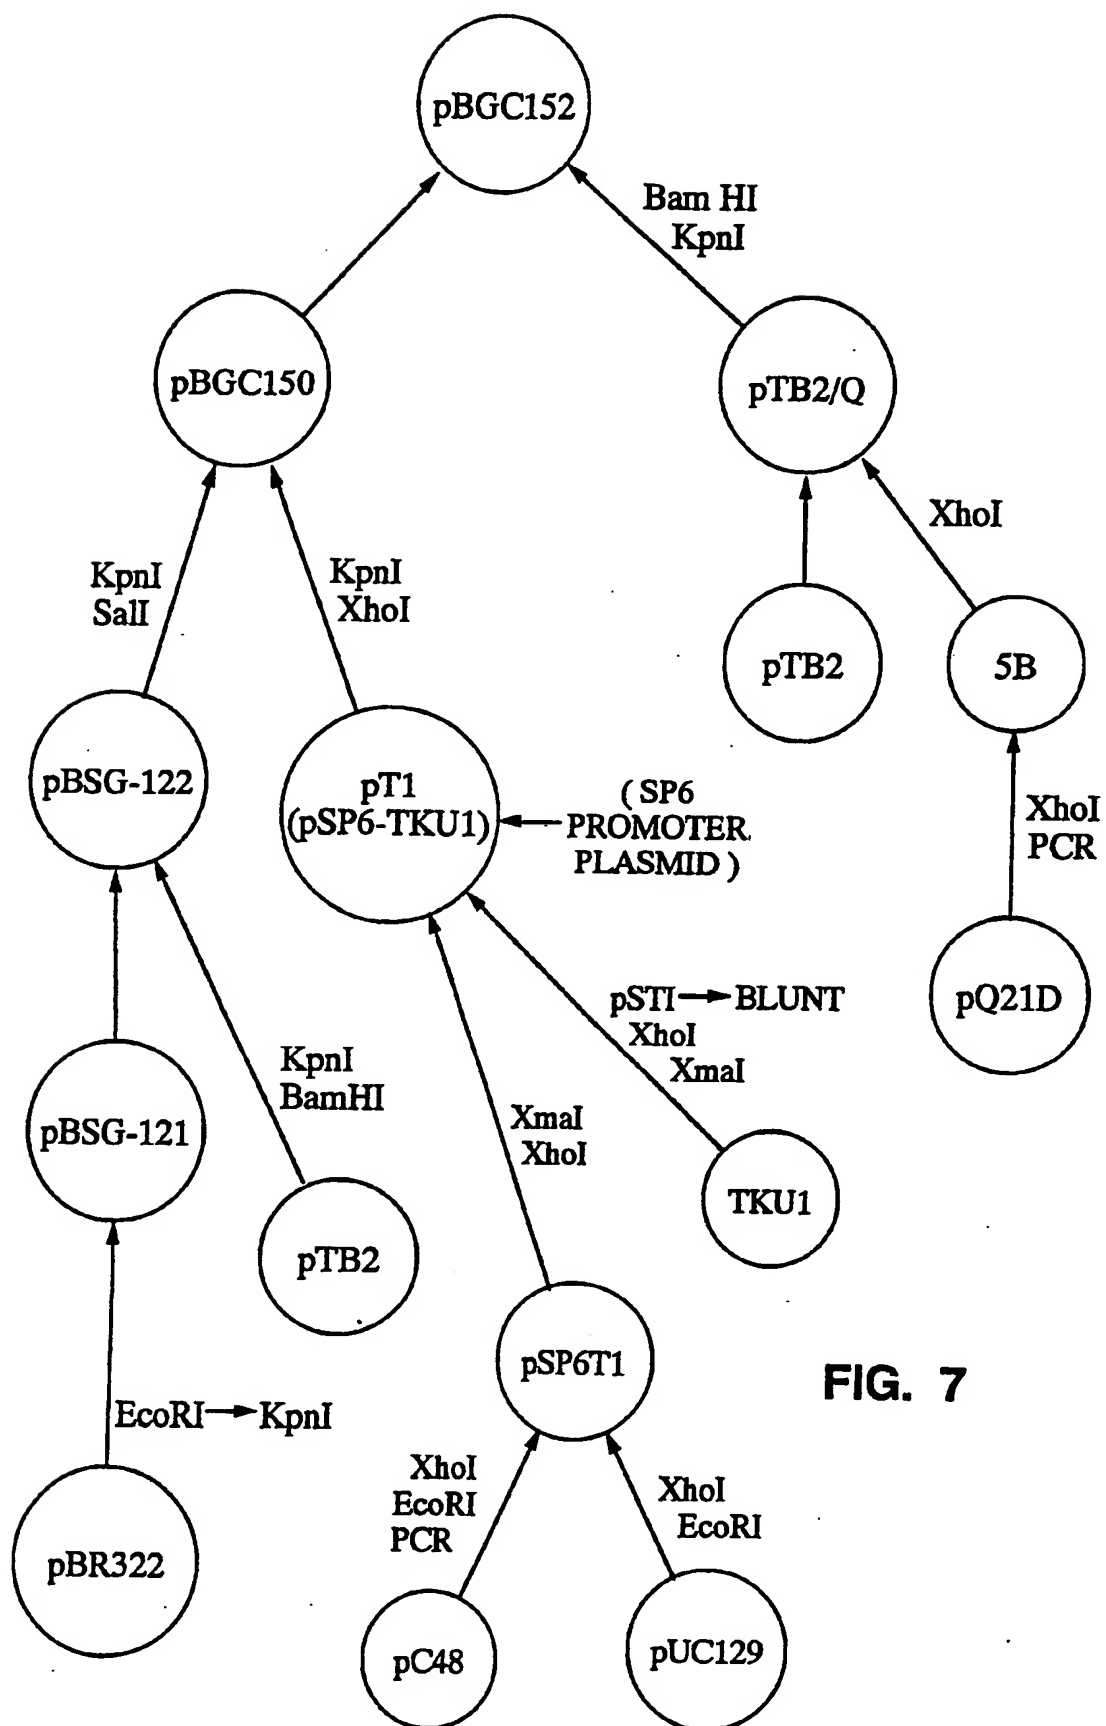 pBGC152
Bam HI
KpnI
pBGC150
pTB2/Q
XhoI
KpnI
SalI
KpnI
XhoI
pTB2
5B
pBSG-122
pT1
(pSP6-TKU1)
( SP6
PROMOTER
PLASMID )
XhoI
PCR
pSTI→BLUNT
XhoI
XmaI
pQ21D
KpnI
BamHI
XmaI
XhoI
pBSG-121
TKU1
pTB2
pSP6T1
FIG. 7
EcoRI→KpnI
XhoI
EcoRI
PCR
XhoI
EcoRI
pBR322
pC48
pUC129